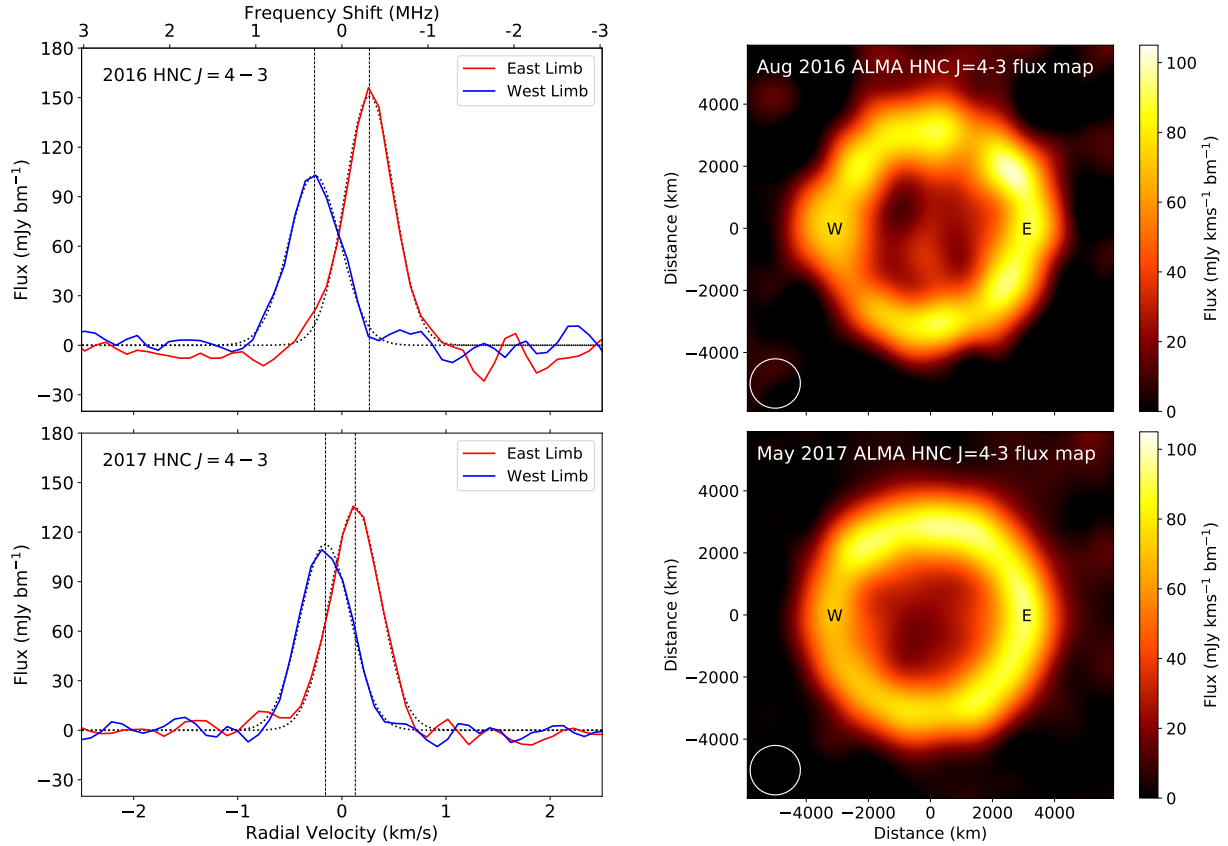 Frequency Shift (MHz)
3 2 1 0 -1 -2 -3
180
150
120
90
60
30
0
−30
Flux (mJy bm−1)
2016 HNC J = 4 − 3
East Limb
West Limb
Aug 2016 ALMA HNC J=4-3 flux map
4000
2000
0
−2000
−4000
Distance (km)
W E
100
80
60
40
20
0
Flux (mJy kms−1 bm−1)
180
150
120
90
60
30
0
−30
Flux (mJy bm−1)
2017 HNC J = 4 − 3
East Limb
West Limb
−2 −1 0 1 2
Radial Velocity (km/s)
May 2017 ALMA HNC J=4-3 flux map
4000
2000
0
−2000
−4000
Distance (km)
W E
−4000 −2000 0 2000 4000
Distance (km)
100
80
60
40
20
0
Flux (mJy kms−1 bm−1)